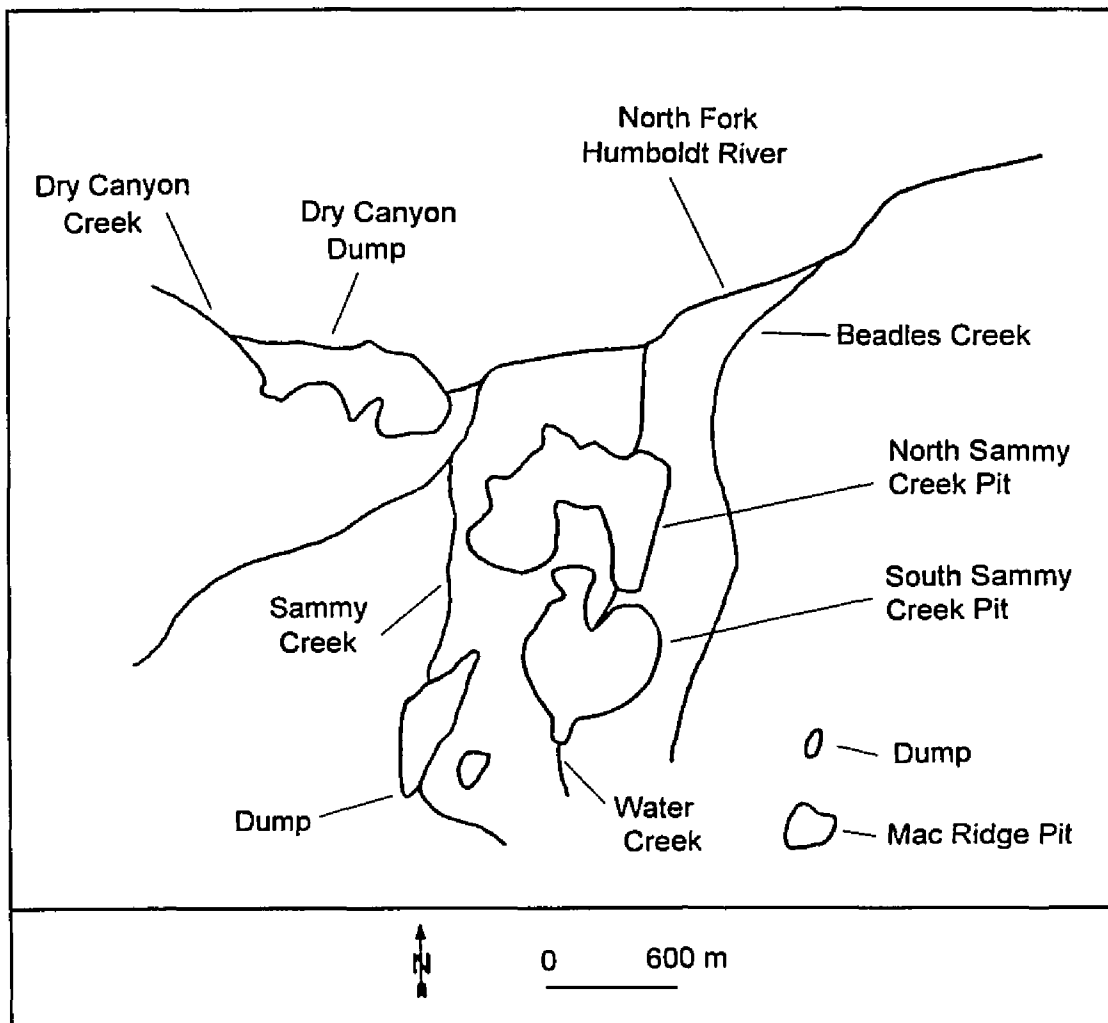 North Fork
Humboldt River
Dry Canyon
Creek
Dry Canyon
Dump
Beadles Creek
North Sammy
Creek Pit
South Sammy
Creek Pit
Sammy
Creek
Dump
Dump
Water
Creek
Mac Ridge Pit
N
0 600 m